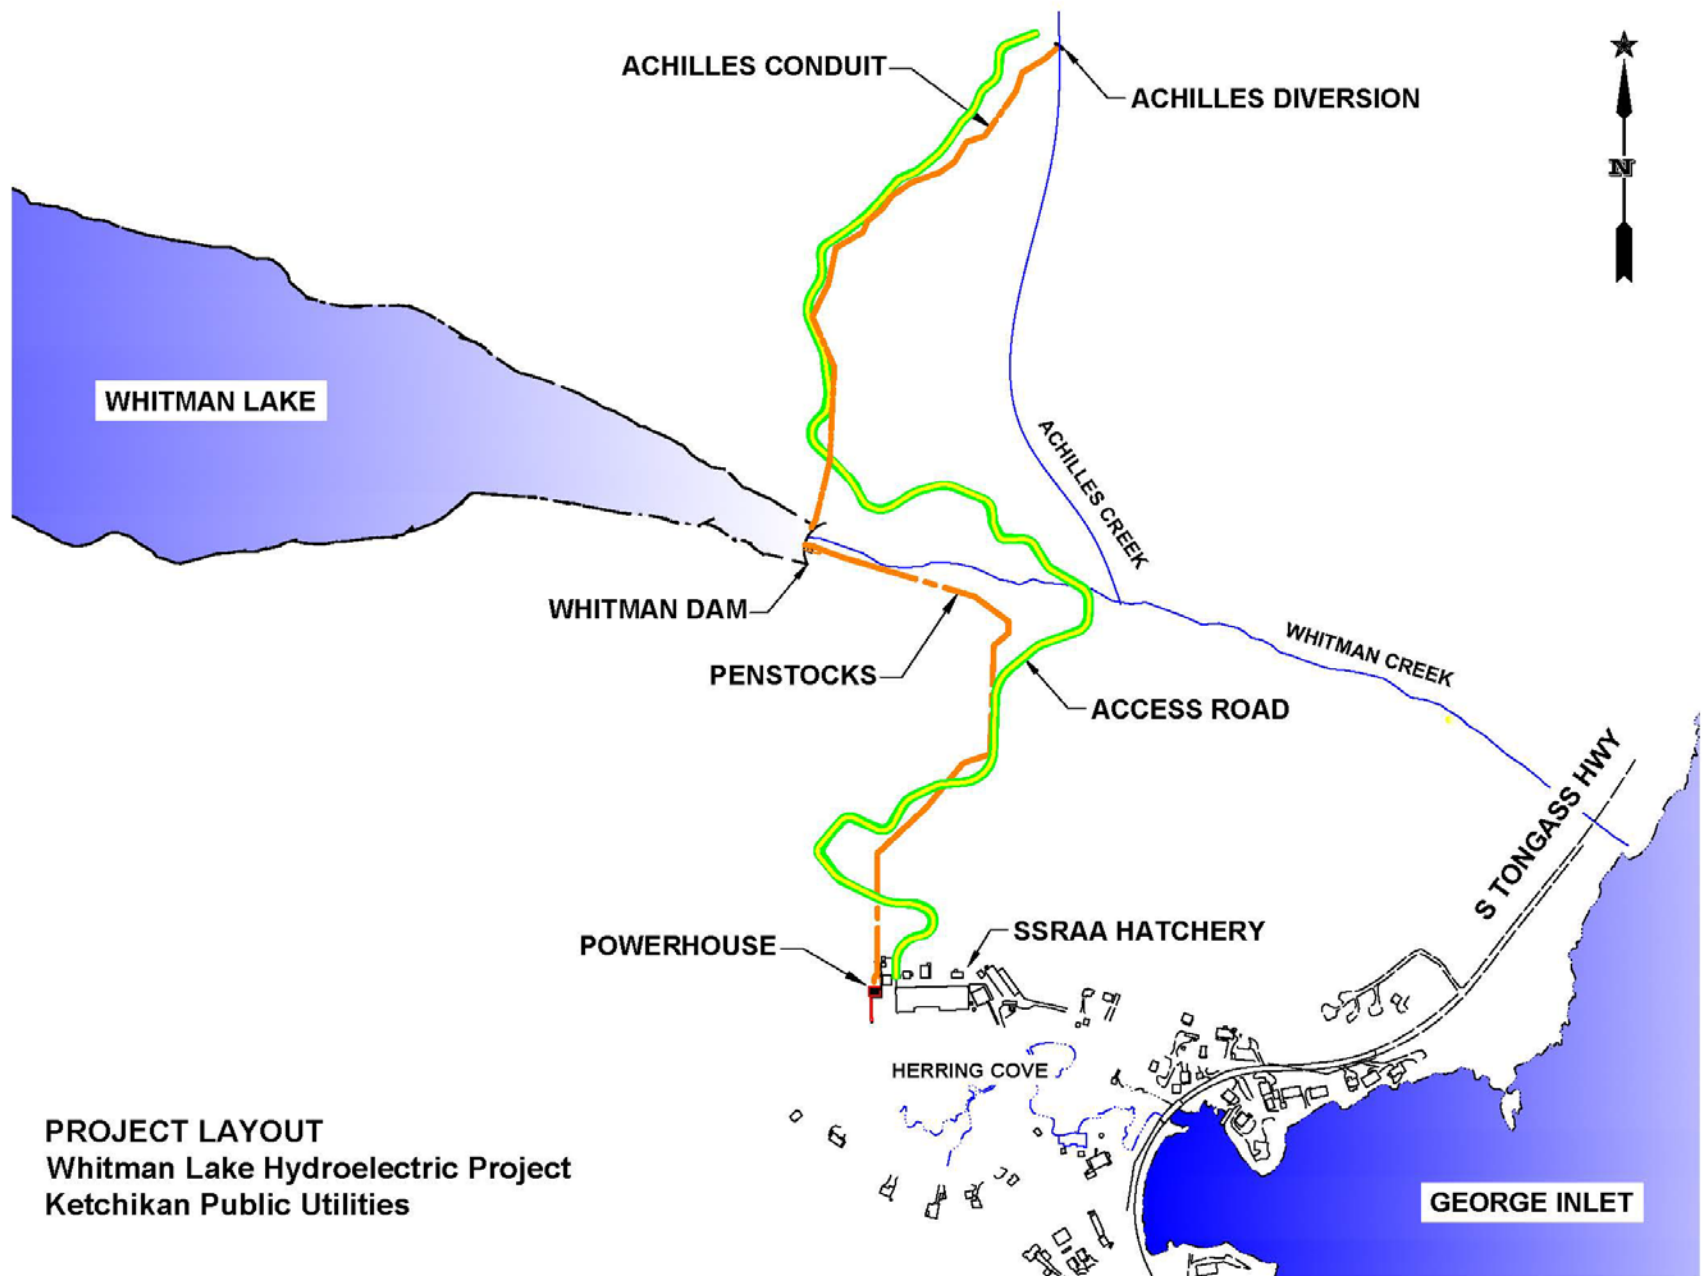 ACHILLES CONDUIT
ACHILLES DIVERSION
N
WHITMAN LAKE
ACHILLES CREEK
WHITMAN DAM
PENSTOCKS
WHITMAN CREEK
ACCESS ROAD
S TONGASS HWY
POWERHOUSE
SSRAA HATCHERY
HERRING COVE
PROJECT LAYOUT
Whitman Lake Hydroelectric Project
Ketchikan Public Utilities
GEORGE INLET